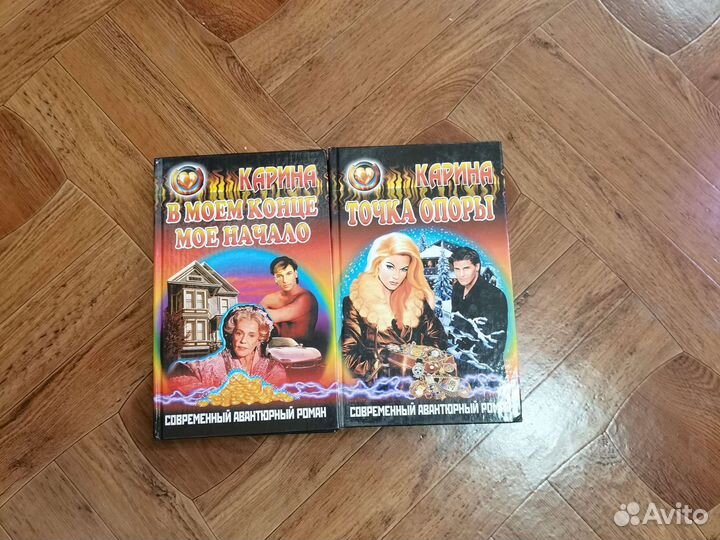 КАРИНА
В МОЕМ КОНЦЕ
МОЕ НАЧАЛО
СОВРЕМЕННЫЙ АВАНТЮРНЫЙ РОМАН
КАРИНА
ТОЧКА ОПОРЫ
СОВРЕМЕННЫЙ АВАНТЮРНЫЙ РОМАН
Avito